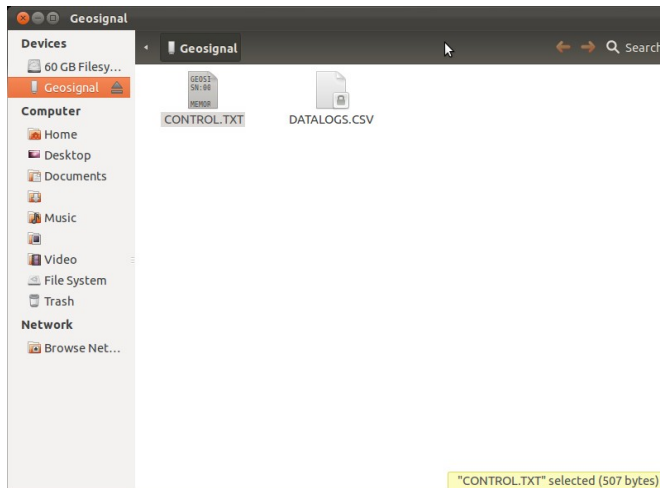 Geosignal
Devices
60 GB Filesy...
Geosignal
Computer
Home
Desktop
Documents
Music
Video
File System
Trash
Network
Browse Net...
Geosignal
Search
GEOSI
SN:00
MEMOR
CONTROL.TXT
DATALOGS.CSV
"CONTROL.TXT" selected (507 bytes)